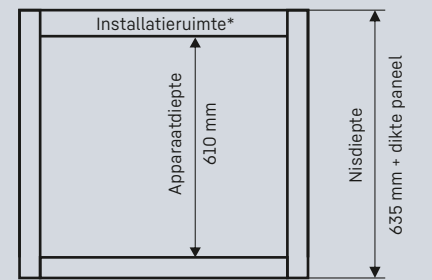 Installatieruimte*
Apparaatdiepte
610 mm
Nisdiepte
635 mm + dikte paneel